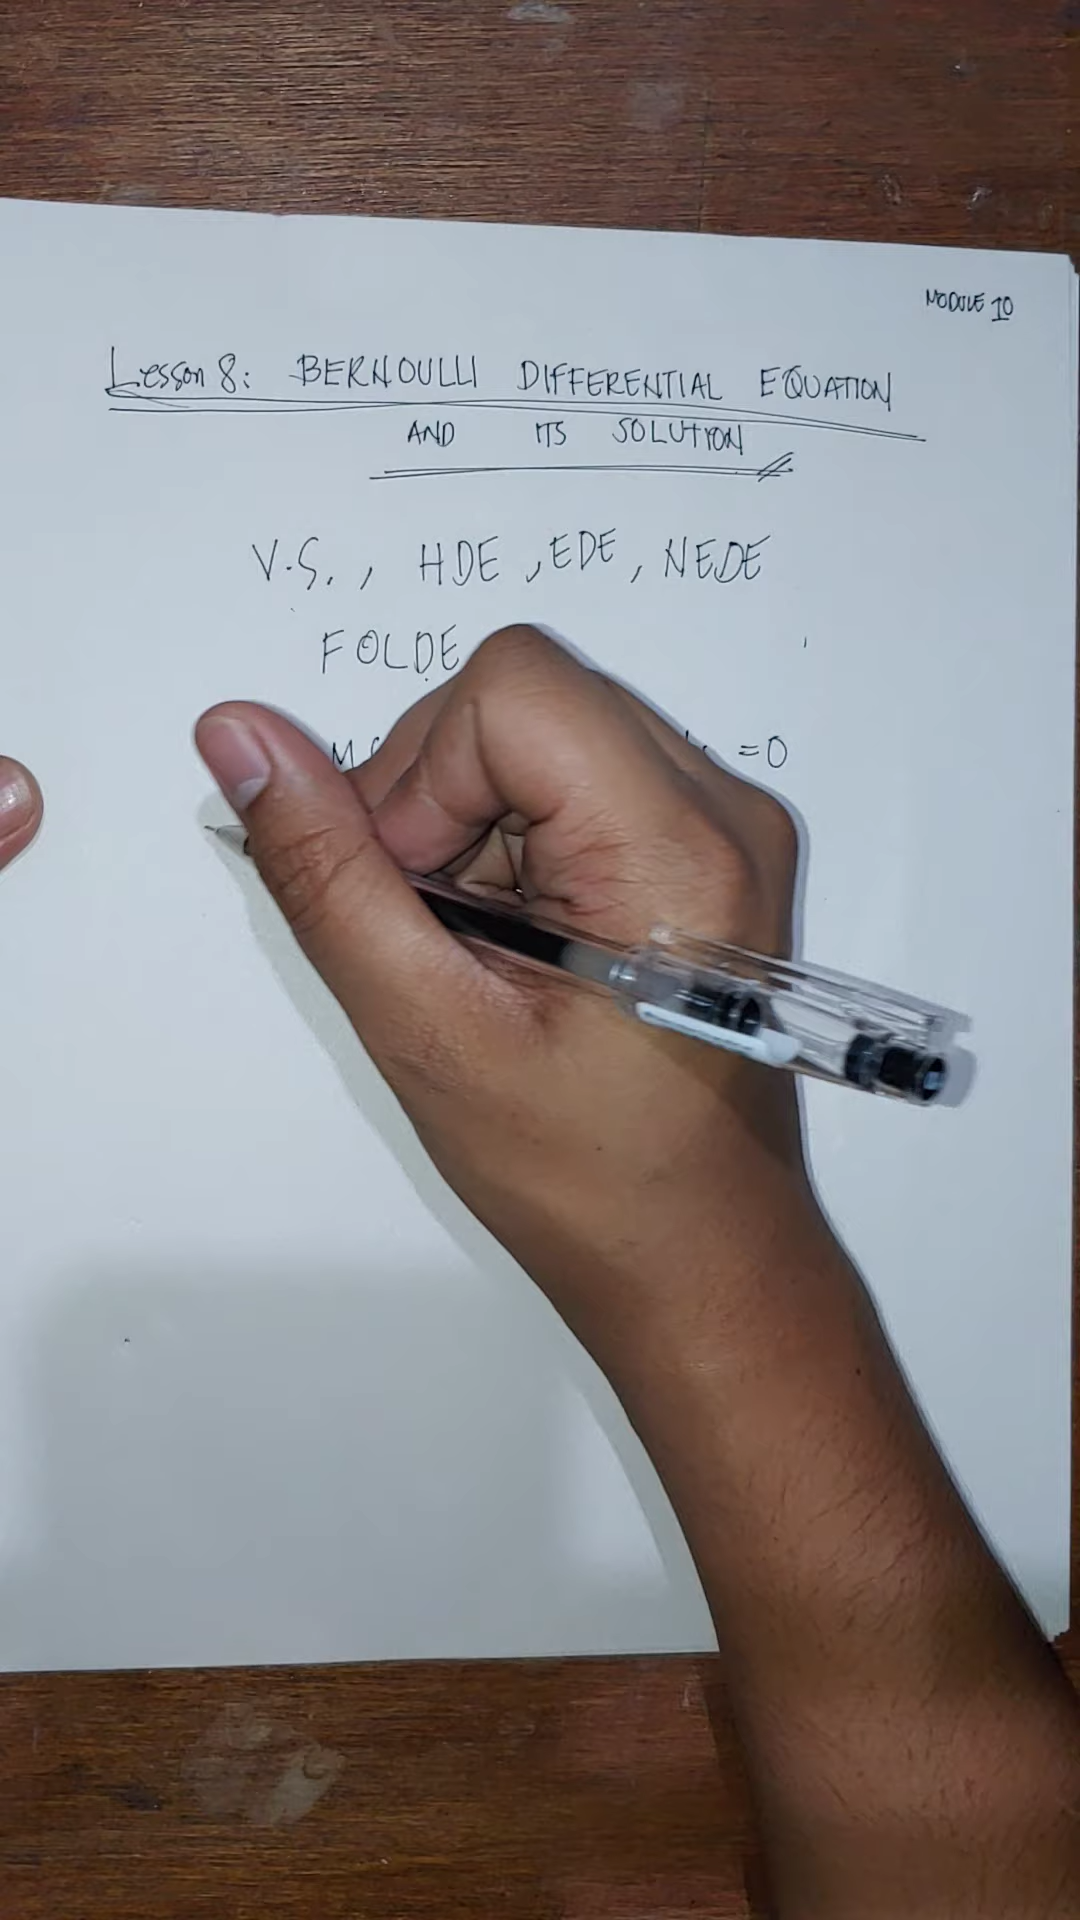 MODULE 10
Lesson 8: BERNOULLI DIFFERENTIAL EQUATION
AND ITS SOLUTION
V.S., HDE, EDE, NEDE
FOLDE
M =0